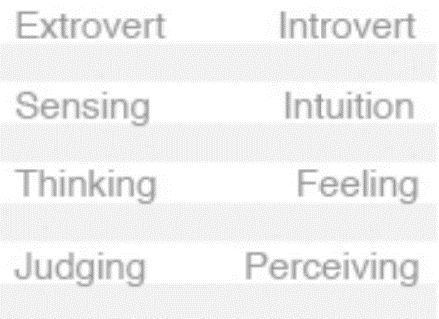 Extrovert Introvert
Sensing Intuition
Thinking Feeling
Judging Perceiving